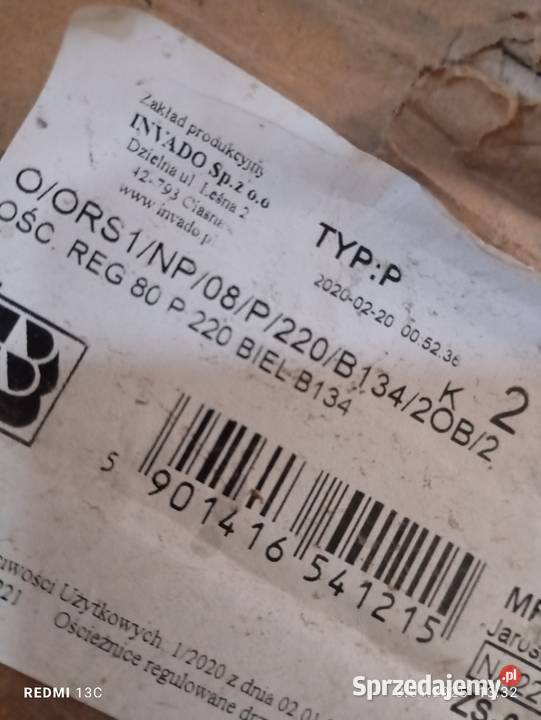 Zakład produkcyjny
INVADO Sp.z o.o
Dzielna ul. Leśna 2
42-793 Ciasna
www.invado.pl
TYP:P
2020-02-20 00:52:36
O/ORS1/NP/08/P/220/B134/2OB/2
OŚC. REG 80 P 220 BIEL B134
K 2
5 901416 541215
Użytkowych. 1/2020 z dnia 02.01
221
Ościeżnice regulowane
REDMI 13C
Sprzedajemy.pl